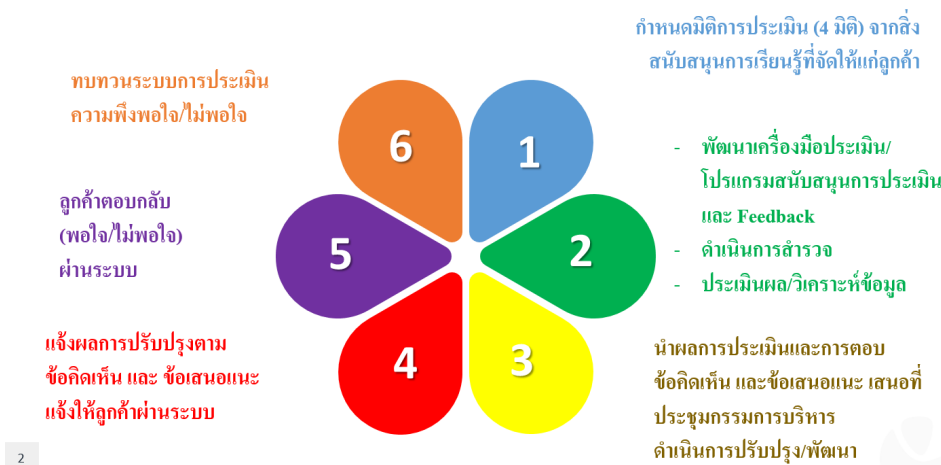 กำหนดมิติการประเมิน (4 มิติ) จากสิ่ง
สนับสนุนการเรียนรู้ที่จัดให้แก่ลูกค้า
1
- พัฒนาเครื่องมือประเมิน/
โปรแกรมสนับสนุนการประเมิน
และ Feedback
- ดำเนินการสำรวจ
- ประเมินผล/วิเคราะห์ข้อมูล
2
นำผลการประเมินและการตอบ
ข้อคิดเห็น และข้อเสนอแนะ เสนอที่
ประชุมกรรมการบริหาร
ดำเนินการปรับปรุง/พัฒนา
3
แจ้งผลการปรับปรุงตาม
ข้อคิดเห็น และ ข้อเสนอแนะ
แจ้งให้ลูกค้าผ่านระบบ
4
ลูกค้าตอบกลับ
(พอใจ/ไม่พอใจ)
ผ่านระบบ
5
ทบทวนระบบการประเมิน
ความพึงพอใจ/ไม่พอใจ
6
2